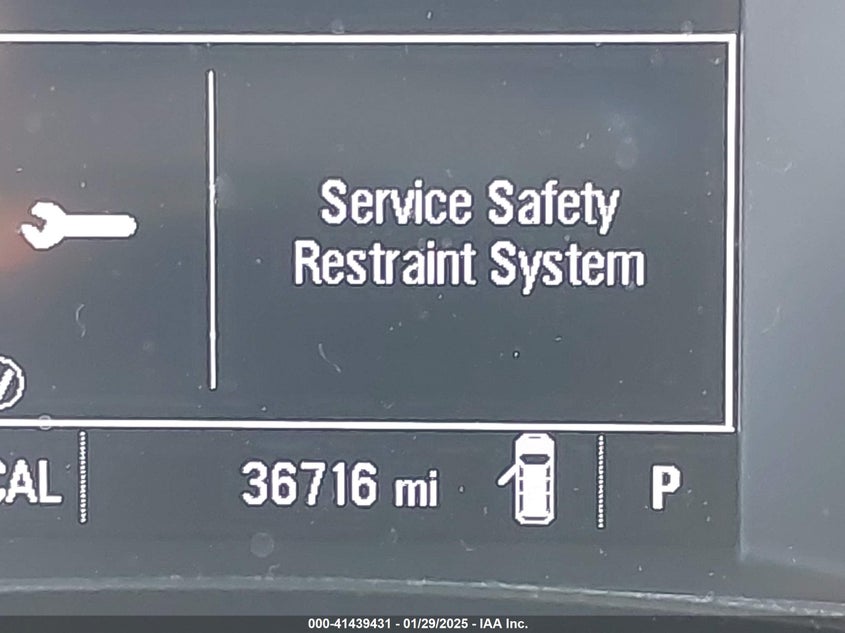 Service Safety
Restraint System
CAL
36716 mi
P
000-41439431 - 01/29/2025 - IAA Inc.